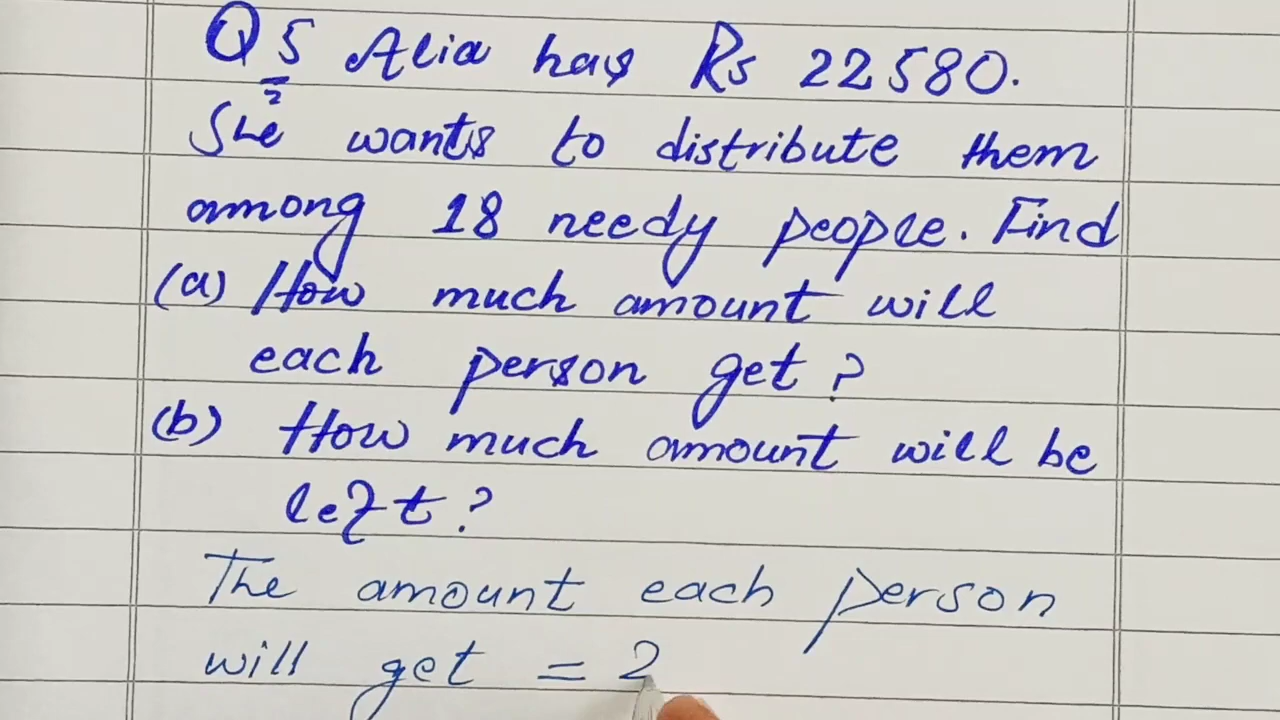 Q5 Alia has Rs 22580.
She wants to distribute them
among 18 needy people. Find
(a) How much amount will
each person get?
(b) How much amount will be
left?
The amount each person
will get = 2